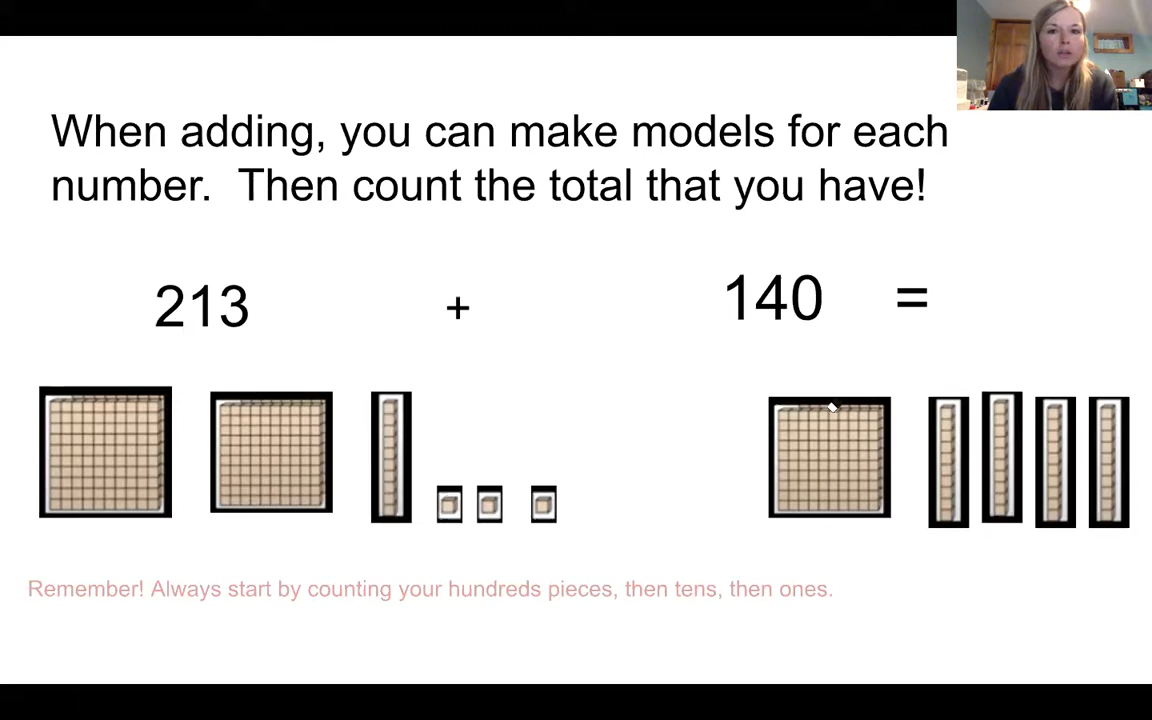 When adding, you can make models for each
number.  Then count the total that you have!
213 + 140 =
Remember! Always start by counting your hundreds pieces, then tens, then ones.